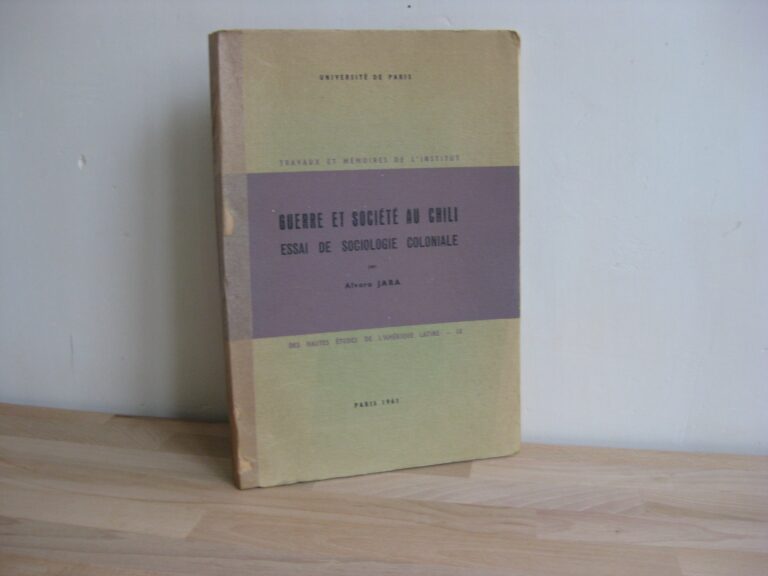 UNIVERSITÉ DE PARIS
TRAVAUX ET MÉMOIRES DE L'INSTITUT
GUERRE ET SOCIÉTÉ AU CHILI
ESSAI DE SOCIOLOGIE COLONIALE
par
Alvaro JARA
DES HAUTES ÉTUDES DE L'AMÉRIQUE LATINE —
PARIS 1961